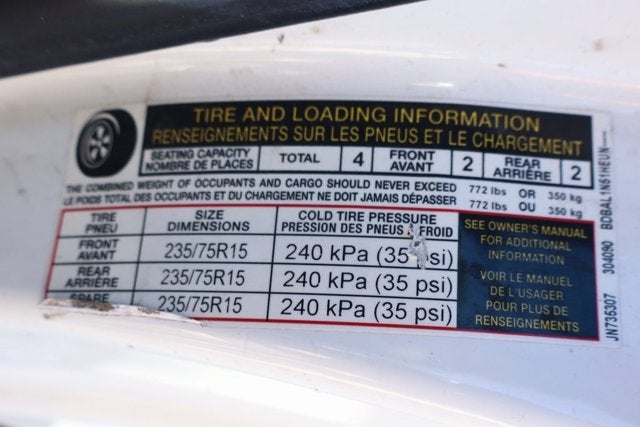 TIRE AND LOADING INFORMATION
RENSEIGNEMENTS SUR LES PNEUS ET LE CHARGEMENT
SEATING CAPACITY
NOMBRE DE PLACES
TOTAL 4
FRONT
AVANT
2
REAR
ARRIÈRE
2
THE COMBINED WEIGHT OF OCCUPANTS AND CARGO SHOULD NEVER EXCEED 772 lbs OR 350 kg
LE POIDS TOTAL DES OCCUPANTS ET DU CHARGEMENT NE DOIT JAMAIS DÉPASSER 772 lbs OU 350 kg
TIRE
PNEU
SIZE
DIMENSIONS
COLD TIRE PRESSURE
PRESSION DES PNEUS À FROID
FRONT
AVANT
235/75R15
240 kPa (35 psi)
REAR
ARRIÈRE
235/75R15
240 kPa (35 psi)
SPARE
235/75R15
240 kPa (35 psi)
SEE OWNER'S MANUAL
FOR ADDITIONAL
INFORMATION
VOIR LE MANUEL
DE L'USAGER
POUR PLUS DE
RENSEIGNEMENTS
JN735307 304090